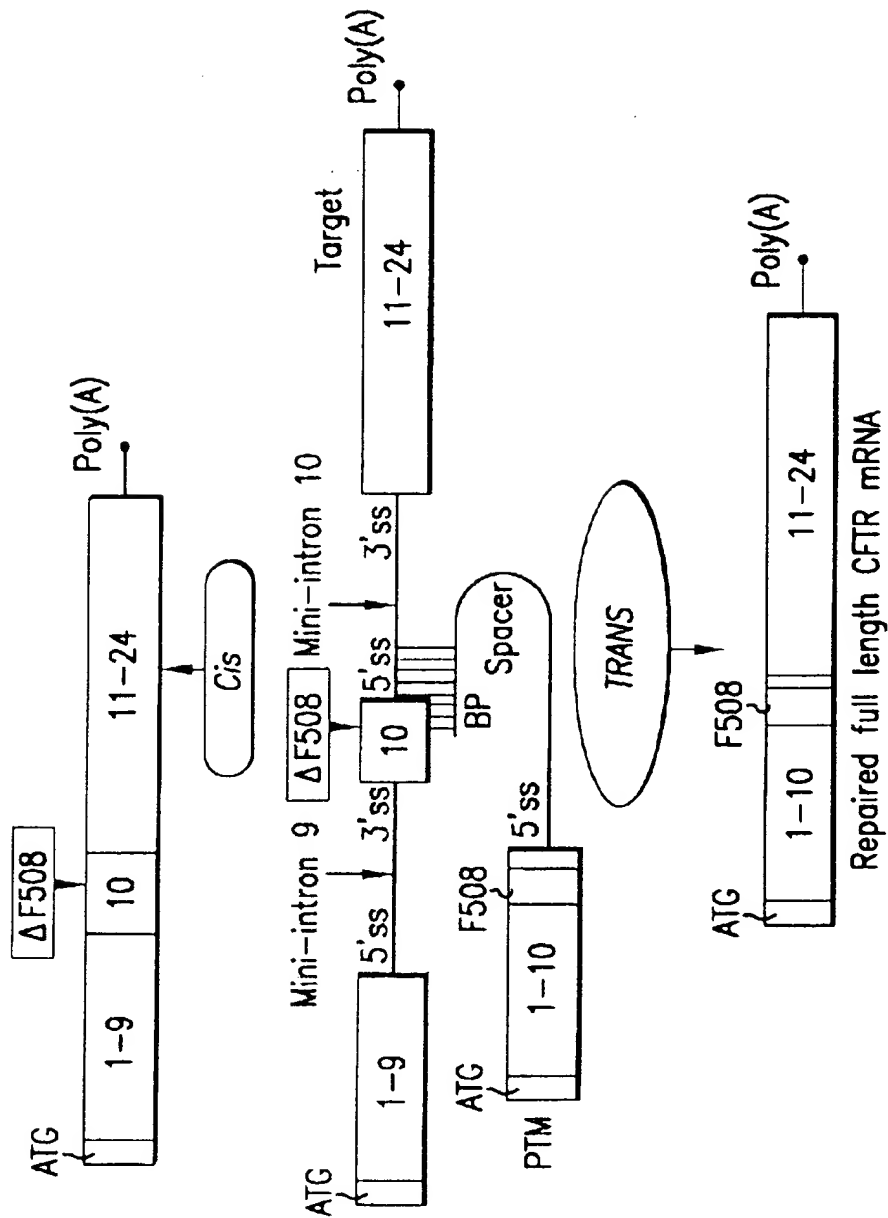 ΔF508
ATG
1-9
10
11-24
Poly(A)
Cis
Mini-intron 9
ΔF508
Mini-intron 10
Target
ATG
1-9
5'ss
3'ss
10
5'ss
3'ss
11-24
Poly(A)
BP
Spacer
ATG
F508
1-10
5'ss
PTM
TRANS
ATG
F508
1-10
11-24
Poly(A)
Repaired full length CFTR mRNA